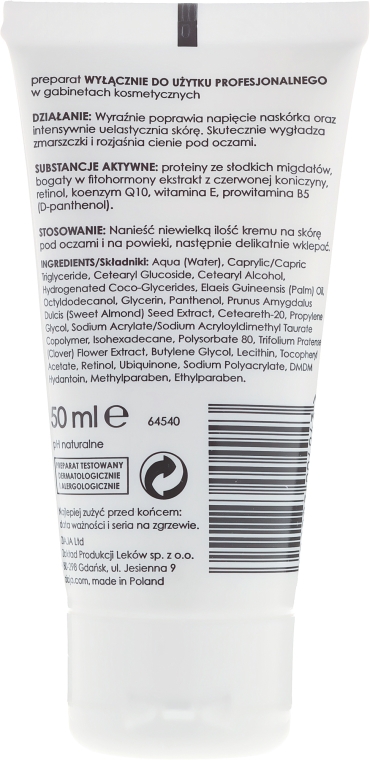 preparat WYŁĄCZNIE DO UŻYTKU PROFESJONALNEGO
w gabinetach kosmetycznych
DZIAŁANIE: Wyraźnie poprawia napięcie naskórka oraz
intensywnie uelastycznia skórę. Skutecznie wygładza
zmarszczki i rozjaśnia cienie pod oczami.
SUBSTANCJE AKTYWNE: proteiny ze słodkich migdałów,
bogaty w fitohormony ekstrakt z czerwonej koniczyny,
retinol, koenzym Q10, witamina E, prowitamina B5
(D-panthenol).
STOSOWANIE: Nanieść niewielką ilość kremu na skórę
pod oczami i na powieki, następnie delikatnie wklepać.
INGREDIENTS/Składniki: Aqua (Water), Caprylic/Capric
Triglyceride, Cetearyl Glucoside, Cetearyl Alcohol,
Hydrogenated Coco-Glycerides, Elaeis Guineensis (Palm) Oil,
Octyldodecanol, Glycerin, Panthenol, Prunus Amygdalus
Dulcis (Sweet Almond) Seed Extract, Ceteareth-20, Propylene
Glycol, Sodium Acrylate/Sodium Acryloyldimethyl Taurate
Copolymer, Isohexadecane, Polysorbate 80, Trifolium Pratense
(Clover) Flower Extract, Butylene Glycol, Lecithin, Tocopheryl
Acetate, Retinol, Ubiquinone, Sodium Polyacrylate, DMDM
Hydantoin, Methylparaben, Ethylparaben.
50 ml e 64540
pH naturalne
PREPARAT TESTOWANY
DERMATOLOGICZNIE
I ALERGOLOGICZNIE
Najlepiej zużyć przed końcem:
data ważności i seria na zgrzewie.
ZIAJA Ltd
Zakład Produkcji Leków sp. z o.o.
80-298 Gdańsk, ul. Jesienna 9
ziaja.com, made in Poland